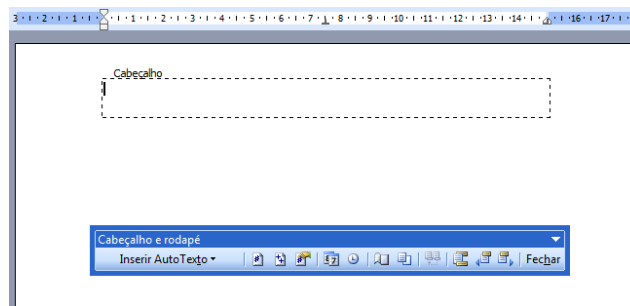 3 · 2 · 1 · 1 · 2 · 3 · 4 · 5 · 6 · 7 · 8 · 9 · 10 · 11 · 12 · 13 · 14 · 16 · 17
Cabeçalho
Cabeçalho e rodapé
Inserir AutoTexto Fechar